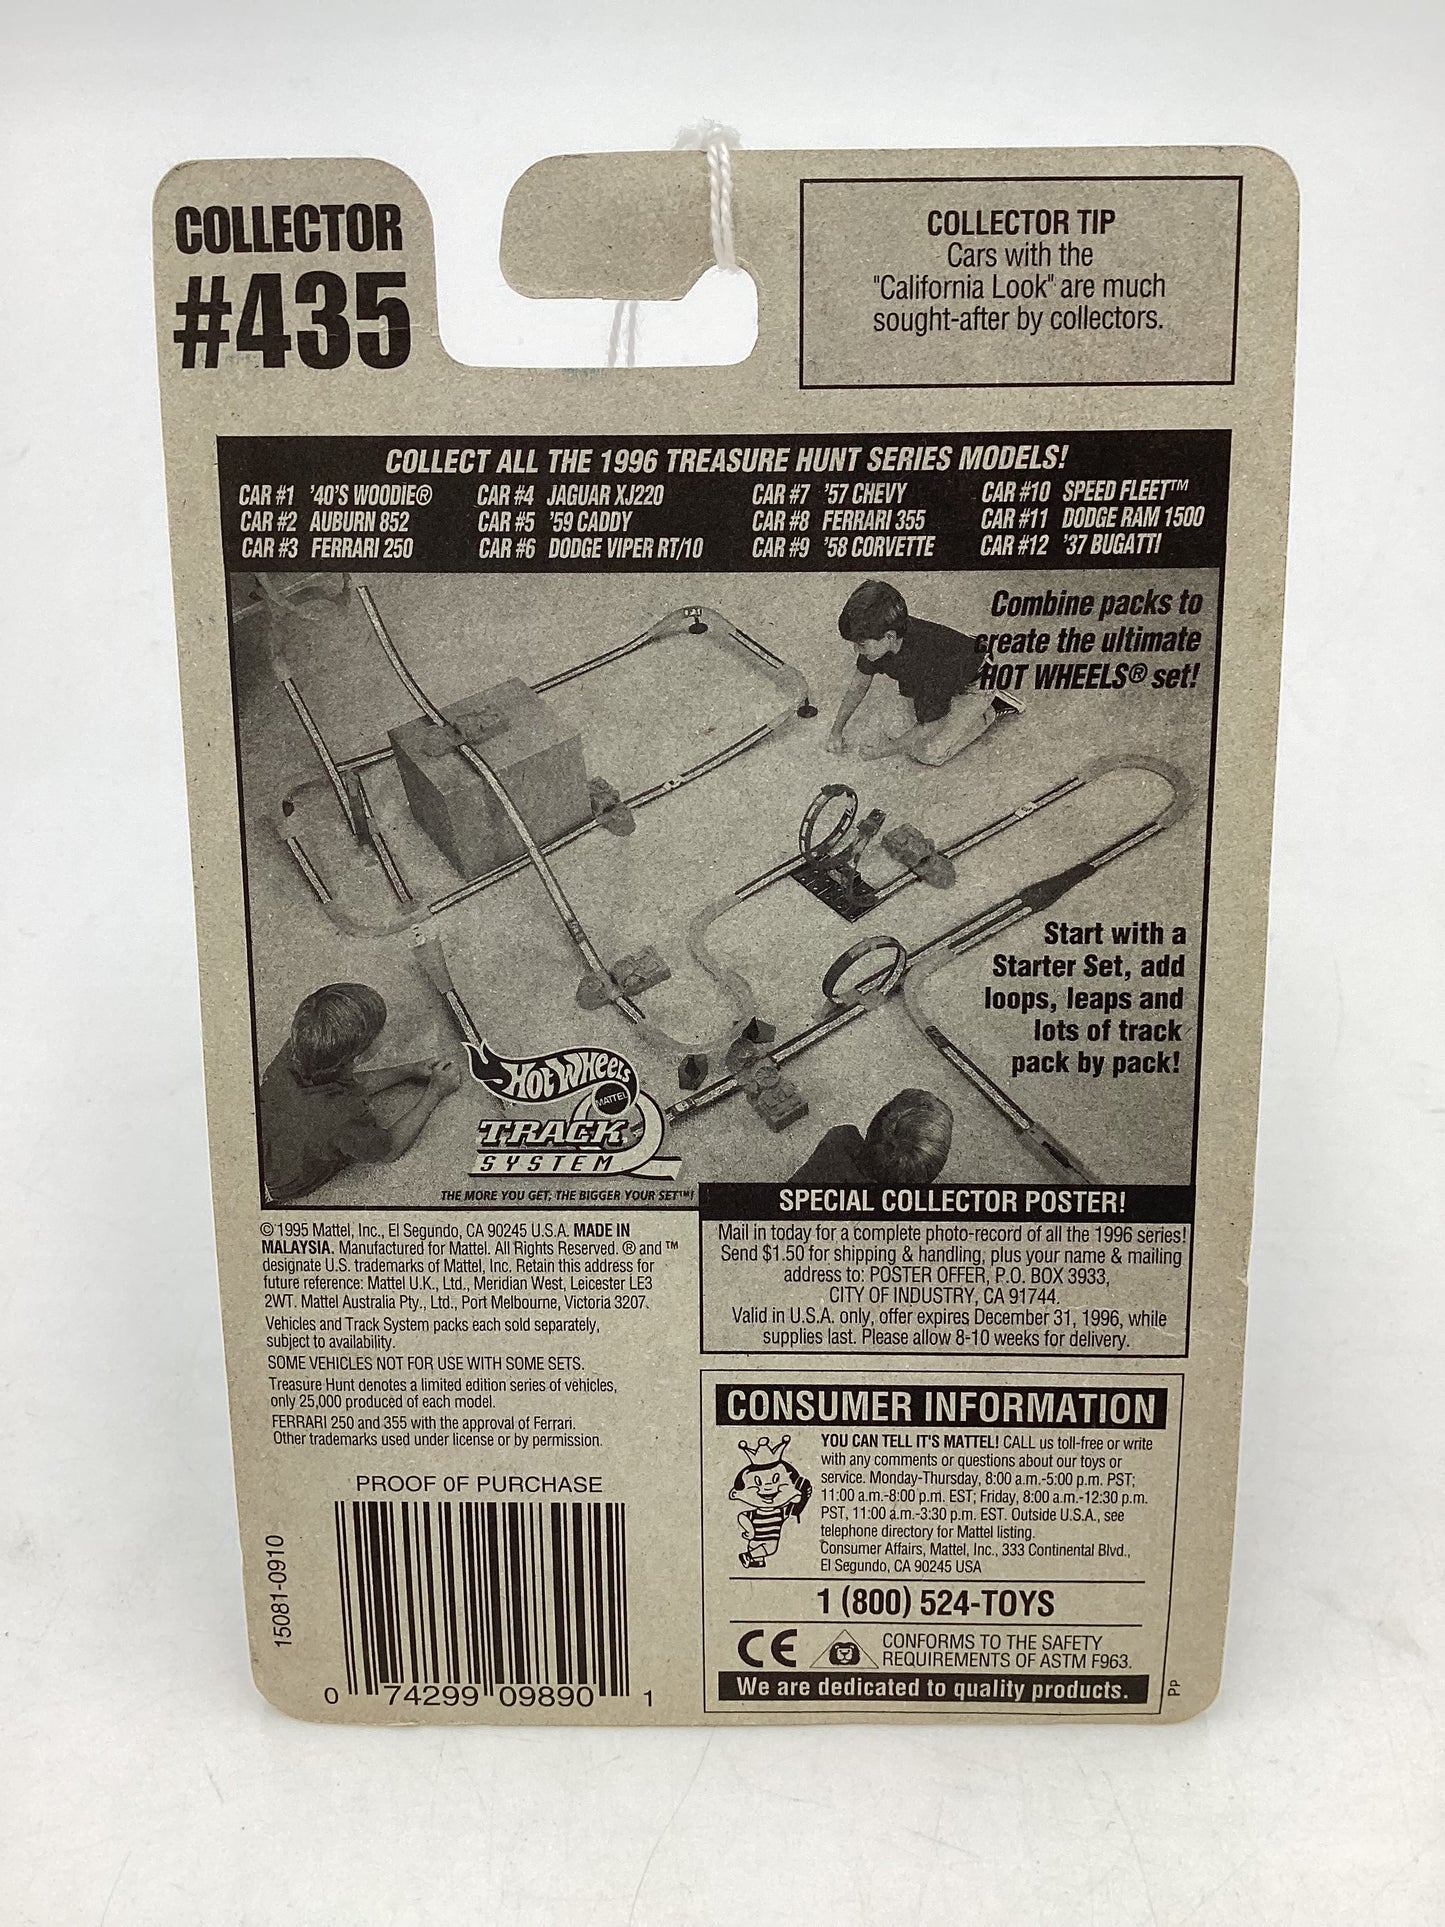 COLLECTOR
#435
COLLECTOR TIP
Cars with the
"California Look" are much
sought-after by collectors.
COLLECT ALL THE 1996 TREASURE HUNT SERIES MODELS!
CAR #1 '40'S WOODIE® CAR #4 JAGUAR XJ220 CAR #7 '57 CHEVY CAR #10 SPEED FLEET™
CAR #2 AUBURN 852 CAR #5 '59 CADDY CAR #8 FERRARI 355 CAR #11 DODGE RAM 1500
CAR #3 FERRARI 250 CAR #6 DODGE VIPER RT/10 CAR #9 '58 CORVETTE CAR #12 '37 BUGATTI
Combine packs to
create the ultimate
HOT WHEELS® set!
Start with a
Starter Set, add
loops, leaps and
lots of track
pack by pack!
Hot Wheels
MATTEL
TRACK
SYSTEM
THE MORE YOU GET, THE BIGGER YOUR SET™!
© 1995 Mattel, Inc., El Segundo, CA 90245 U.S.A. MADE IN
MALAYSIA. Manufactured for Mattel. All Rights Reserved. ® and ™
designate U.S. trademarks of Mattel, Inc. Retain this address for
future reference: Mattel U.K., Ltd., Meridian West, Leicester LE3
2WT. Mattel Australia Pty., Ltd., Port Melbourne, Victoria 3207.
Vehicles and Track System packs each sold separately,
subject to availability.
SOME VEHICLES NOT FOR USE WITH SOME SETS.
Treasure Hunt denotes a limited edition series of vehicles,
only 25,000 produced of each model.
FERRARI 250 and 355 with the approval of Ferrari.
Other trademarks used under license or by permission.
PROOF OF PURCHASE
15081-0910
0 74299 09890 1
SPECIAL COLLECTOR POSTER!
Mail in today for a complete photo-record of all the 1996 series!
Send $1.50 for shipping & handling, plus your name & mailing
address to: POSTER OFFER, P.O. BOX 3933,
CITY OF INDUSTRY, CA 91744.
Valid in U.S.A. only, offer expires December 31, 1996, while
supplies last. Please allow 8-10 weeks for delivery.
CONSUMER INFORMATION
YOU CAN TELL IT'S MATTEL! CALL us toll-free or write
with any comments or questions about our toys or
service. Monday-Thursday, 8:00 a.m.-5:00 p.m. PST;
11:00 a.m.-8:00 p.m. EST; Friday, 8:00 a.m.-12:30 p.m.
PST, 11:00 a.m.-3:30 p.m. EST. Outside U.S.A., see
telephone directory for Mattel listing.
Consumer Affairs, Mattel, Inc., 333 Continental Blvd.,
El Segundo, CA 90245 USA
1 (800) 524-TOYS
CE
CONFORMS TO THE SAFETY
REQUIREMENTS OF ASTM F963.
We are dedicated to quality products.
PP